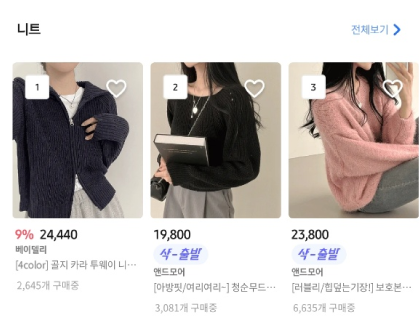 니트
전체보기
1
2
3
9% 24,440
베이델리
[4color] 골지 카라 투웨이 니…
2,645개 구매중
19,800
샥-출발
앤드모어
[아방핏/여리여리~] 청순무드…
3,081개 구매중
23,800
샥-출발
앤드모어
[러블리/힙덮는기장!] 보호본…
6,635개 구매중